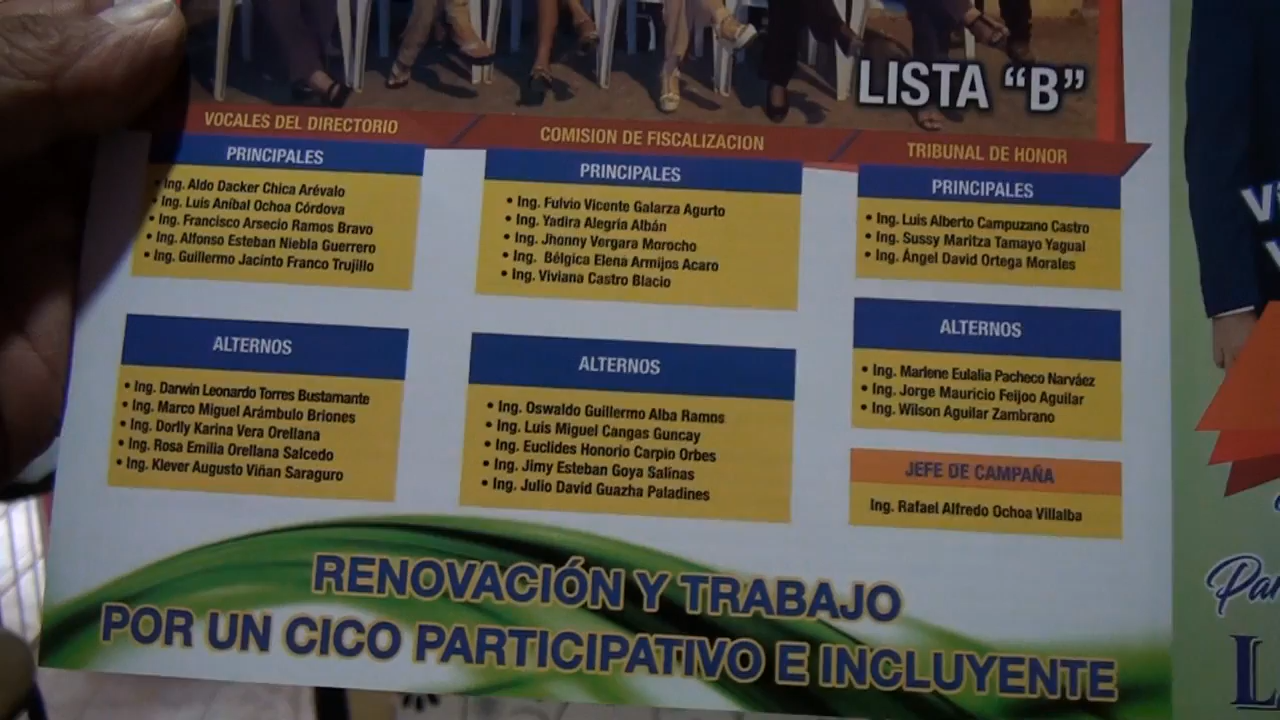 LISTA "B"
VOCALES DEL DIRECTORIO
PRINCIPALES
• Ing. Aldo Dacker Chica Arévalo
• Ing. Luis Aníbal Ochoa Córdova
• Ing. Francisco Arsecio Ramos Bravo
• Ing. Alfonso Esteban Niebla Guerrero
• Ing. Guillermo Jacinto Franco Trujillo
ALTERNOS
• Ing. Darwin Leonardo Torres Bustamante
• Ing. Marco Miguel Arámbulo Briones
• Ing. Dorlly Karina Vera Orellana
• Ing. Rosa Emilia Orellana Salcedo
• Ing. Klever Augusto Viñan Saraguro
COMISION DE FISCALIZACION
PRINCIPALES
• Ing. Fulvio Vicente Galarza Agurto
• Ing. Yadira Alegria Albán
• Ing. Jhonny Vergara Morocho
• Ing. Bélgica Elena Armijos Acaro
• Ing. Viviana Castro Blacio
ALTERNOS
• Ing. Oswaldo Guillermo Alba Ramos
• Ing. Luis Miguel Cangas Guncay
• Ing. Euclides Honorio Carpio Orbes
• Ing. Jimy Esteban Goya Salinas
• Ing. Julio David Guazha Paladines
TRIBUNAL DE HONOR
PRINCIPALES
• Ing. Luis Alberto Campuzano Castro
• Ing. Sussy Maritza Tamayo Yagual
• Ing. Ángel David Ortega Morales
ALTERNOS
• Ing. Marlene Eulalia Pacheco Narváez
• Ing. Jorge Mauricio Feijoo Aguilar
• Ing. Wilson Aguilar Zambrano
JEFE DE CAMPAÑA
Ing. Rafael Alfredo Ochoa Villalba
RENOVACIÓN Y TRABAJO
POR UN CICO PARTICIPATIVO E INCLUYENTE